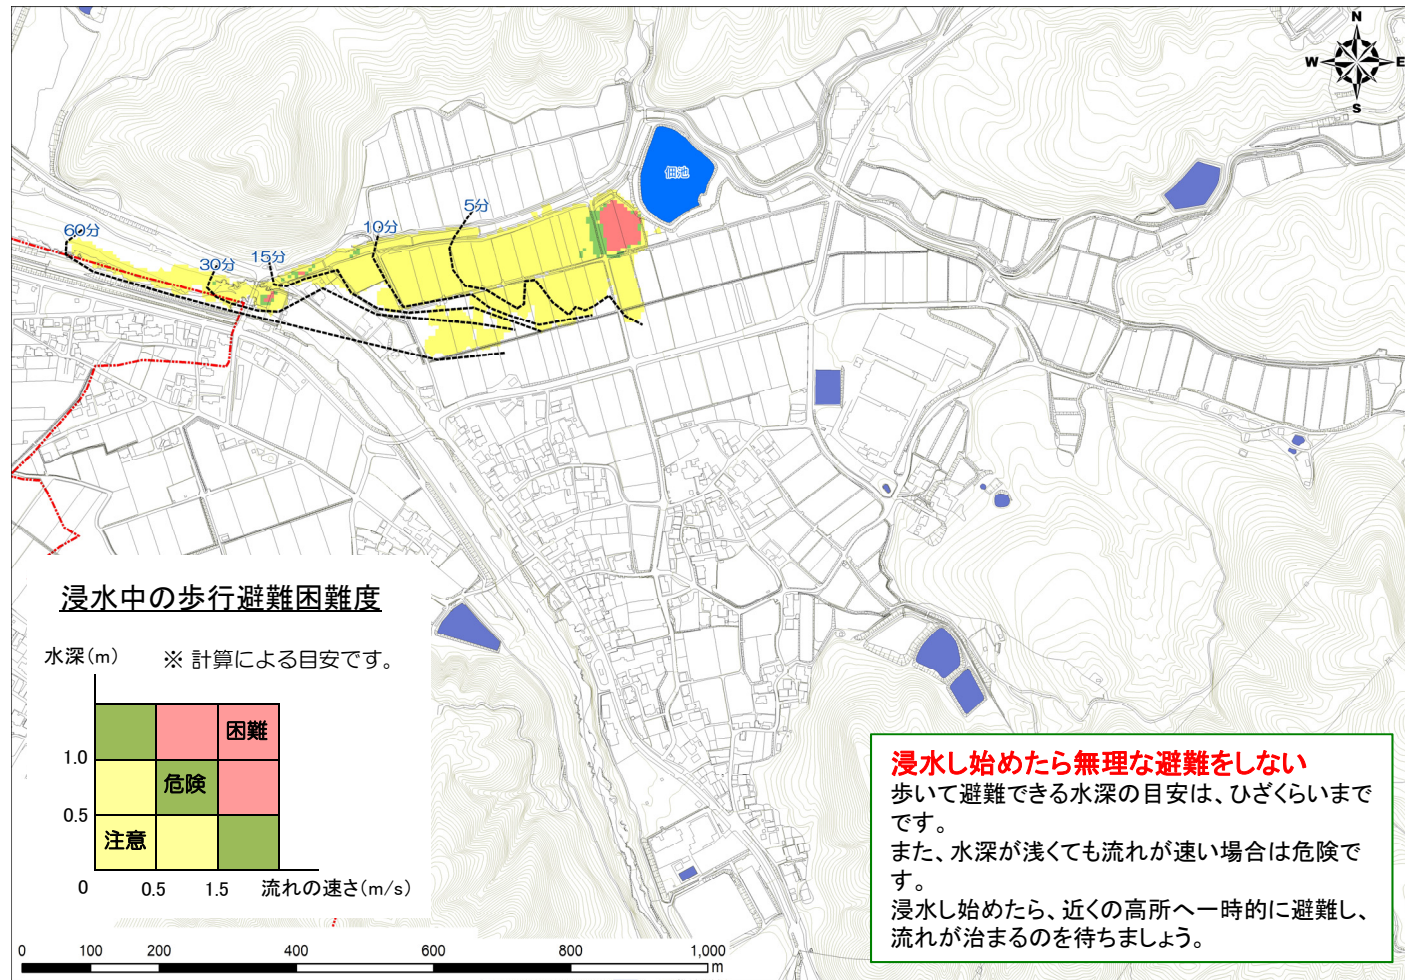 N
W
E
S
佃池
5分
10分
15分
30分
60分
浸水中の歩行避難困難度
水深(m)
※ 計算による目安です。
困難
1.0
危険
0.5
注意
0
0.5
1.5
流れの速さ(m/s)
浸水し始めたら無理な避難をしない
歩いて避難できる水深の目安は、ひざくらいまで
です。
また、水深が浅くても流れが速い場合は危険で
す。
浸水し始めたら、近くの高所へ一時的に避難し、
流れが治まるのを待ちましょう。
0 100 200 400 600 800 1,000
m